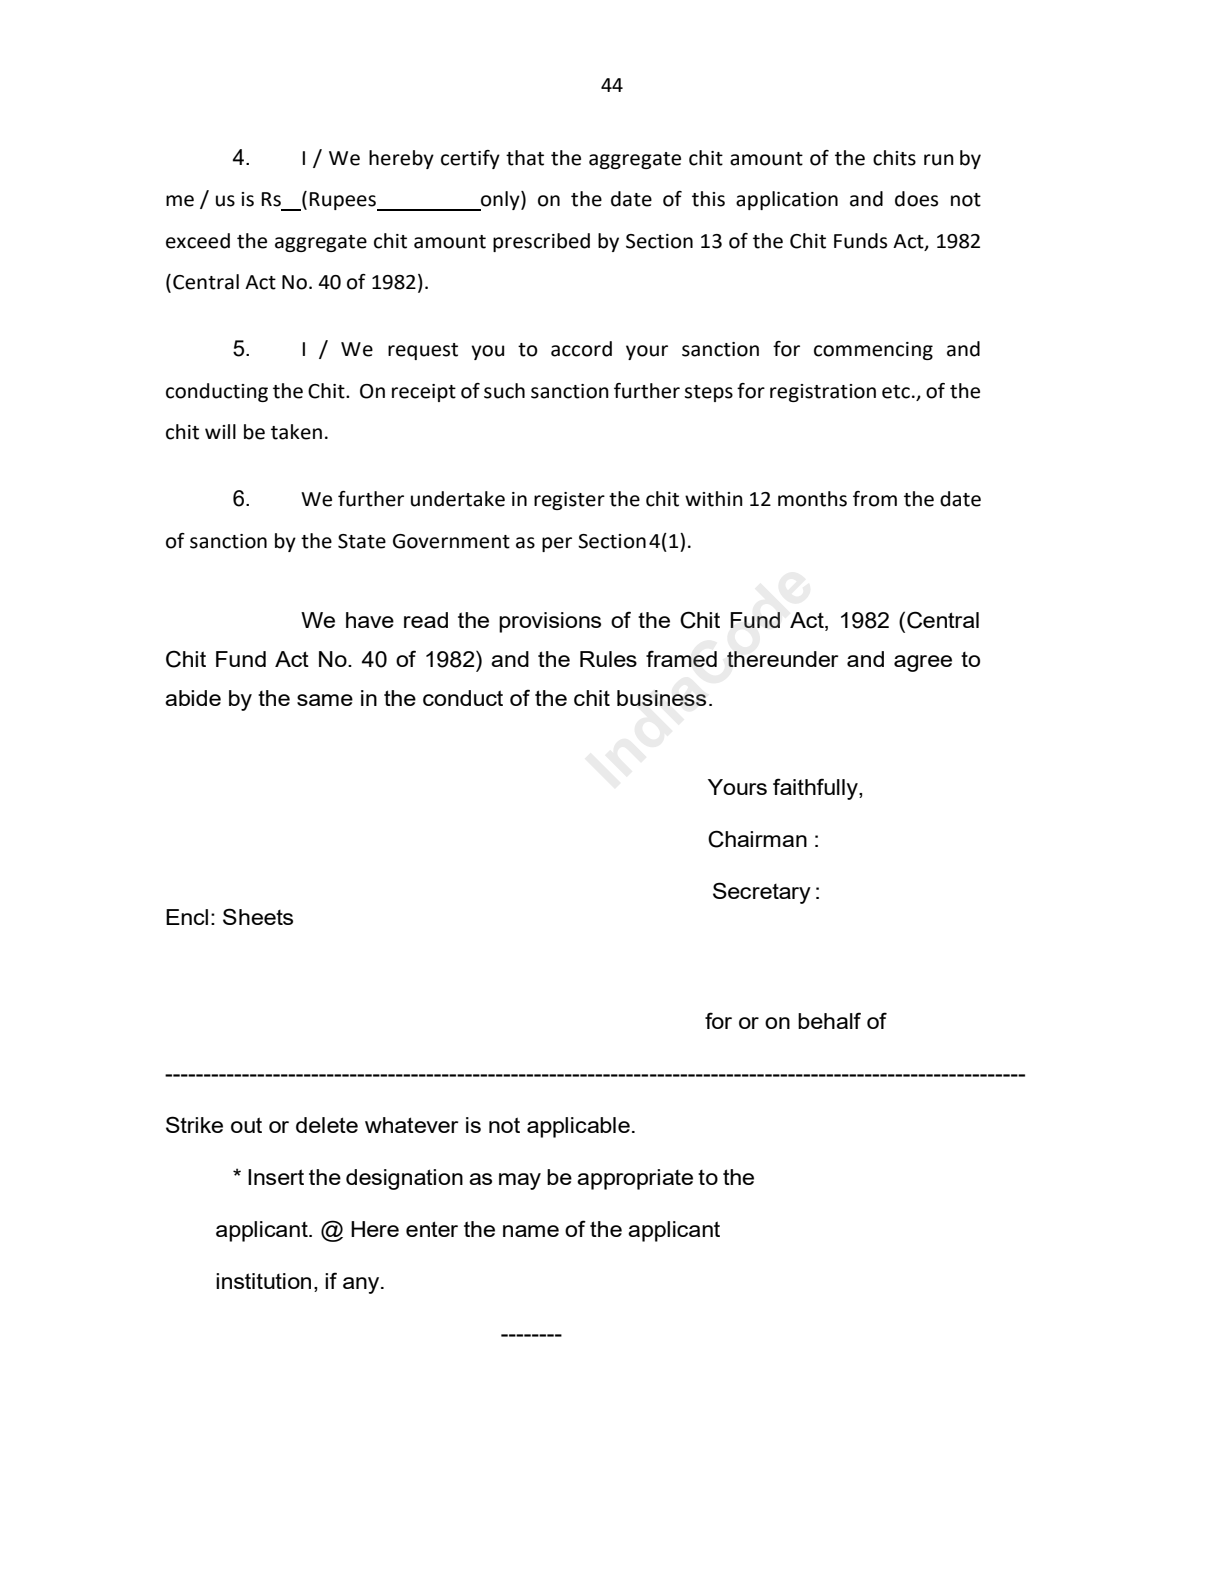 44
4. I / We hereby certify that the aggregate chit amount of the chits run by
me / us is Rs__(Rupees_________only) on the date of this application and does not
exceed the aggregate chit amount prescribed by Section 13 of the Chit Funds Act, 1982
(Central Act No. 40 of 1982).
5. I / We request you to accord your sanction for commencing and
conducting the Chit. On receipt of such sanction further steps for registration etc., of the
chit will be taken.
6. We further undertake in register the chit within 12 months from the date
of sanction by the State Government as per Section 4(1).
We have read the provisions of the Chit Fund Act, 1982 (Central
Chit Fund Act No. 40 of 1982) and the Rules framed thereunder and agree to
abide by the same in the conduct of the chit business.
IndiaCode
Yours faithfully,
Chairman :
Secretary :
Encl: Sheets
for or on behalf of
----------------------------------------------------------------------------------------------------------------
Strike out or delete whatever is not applicable.
* Insert the designation as may be appropriate to the
applicant. @ Here enter the name of the applicant
institution, if any.
--------